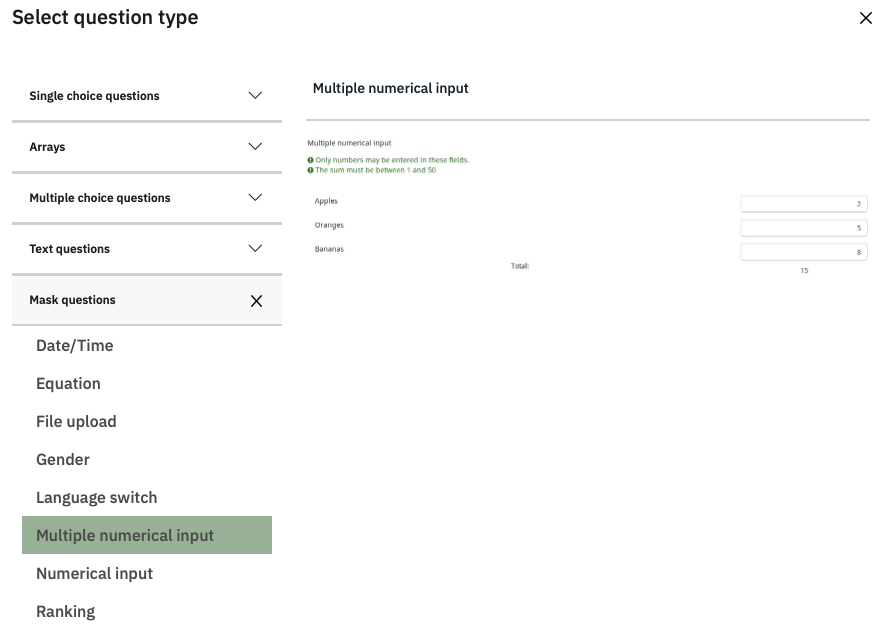 Select question type
Single choice questions
Arrays
Multiple choice questions
Text questions
Mask questions
Date/Time
Equation
File upload
Gender
Language switch
Multiple numerical input
Numerical input
Ranking
Multiple numerical input
Multiple numerical input
Only numbers may be entered in these fields.
The sum must be between 1 and 50
Apples 2
Oranges 5
Bananas 8
Total: 15